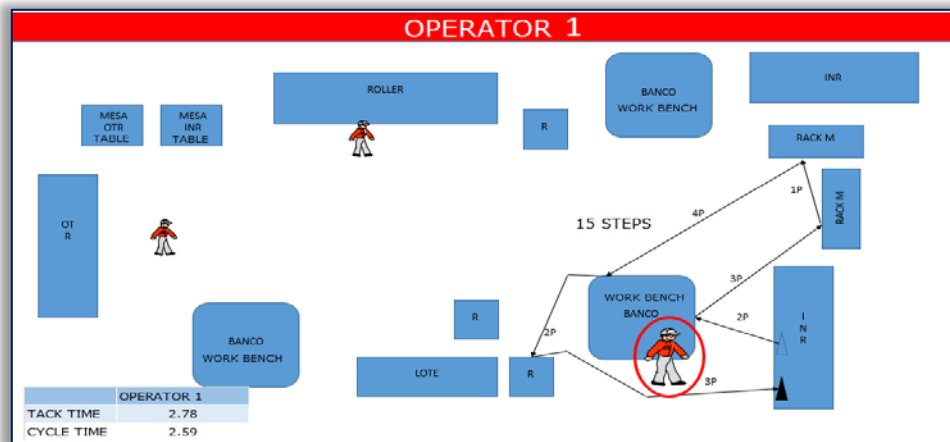 OPERATOR 1
ROLLER
BANCO
WORK BENCH
INR
MESA
OTR
TABLE
MESA
INR
TABLE
R
RACK M
1P
RACK M
OT
R
4P
15 STEPS
3P
WORK BENCH
BANCO
2P
I
N
R
R
2P
BANCO
WORK BENCH
LOTE
R
3P
OPERATOR 1
TACK TIME 2.78
CYCLE TIME 2.59